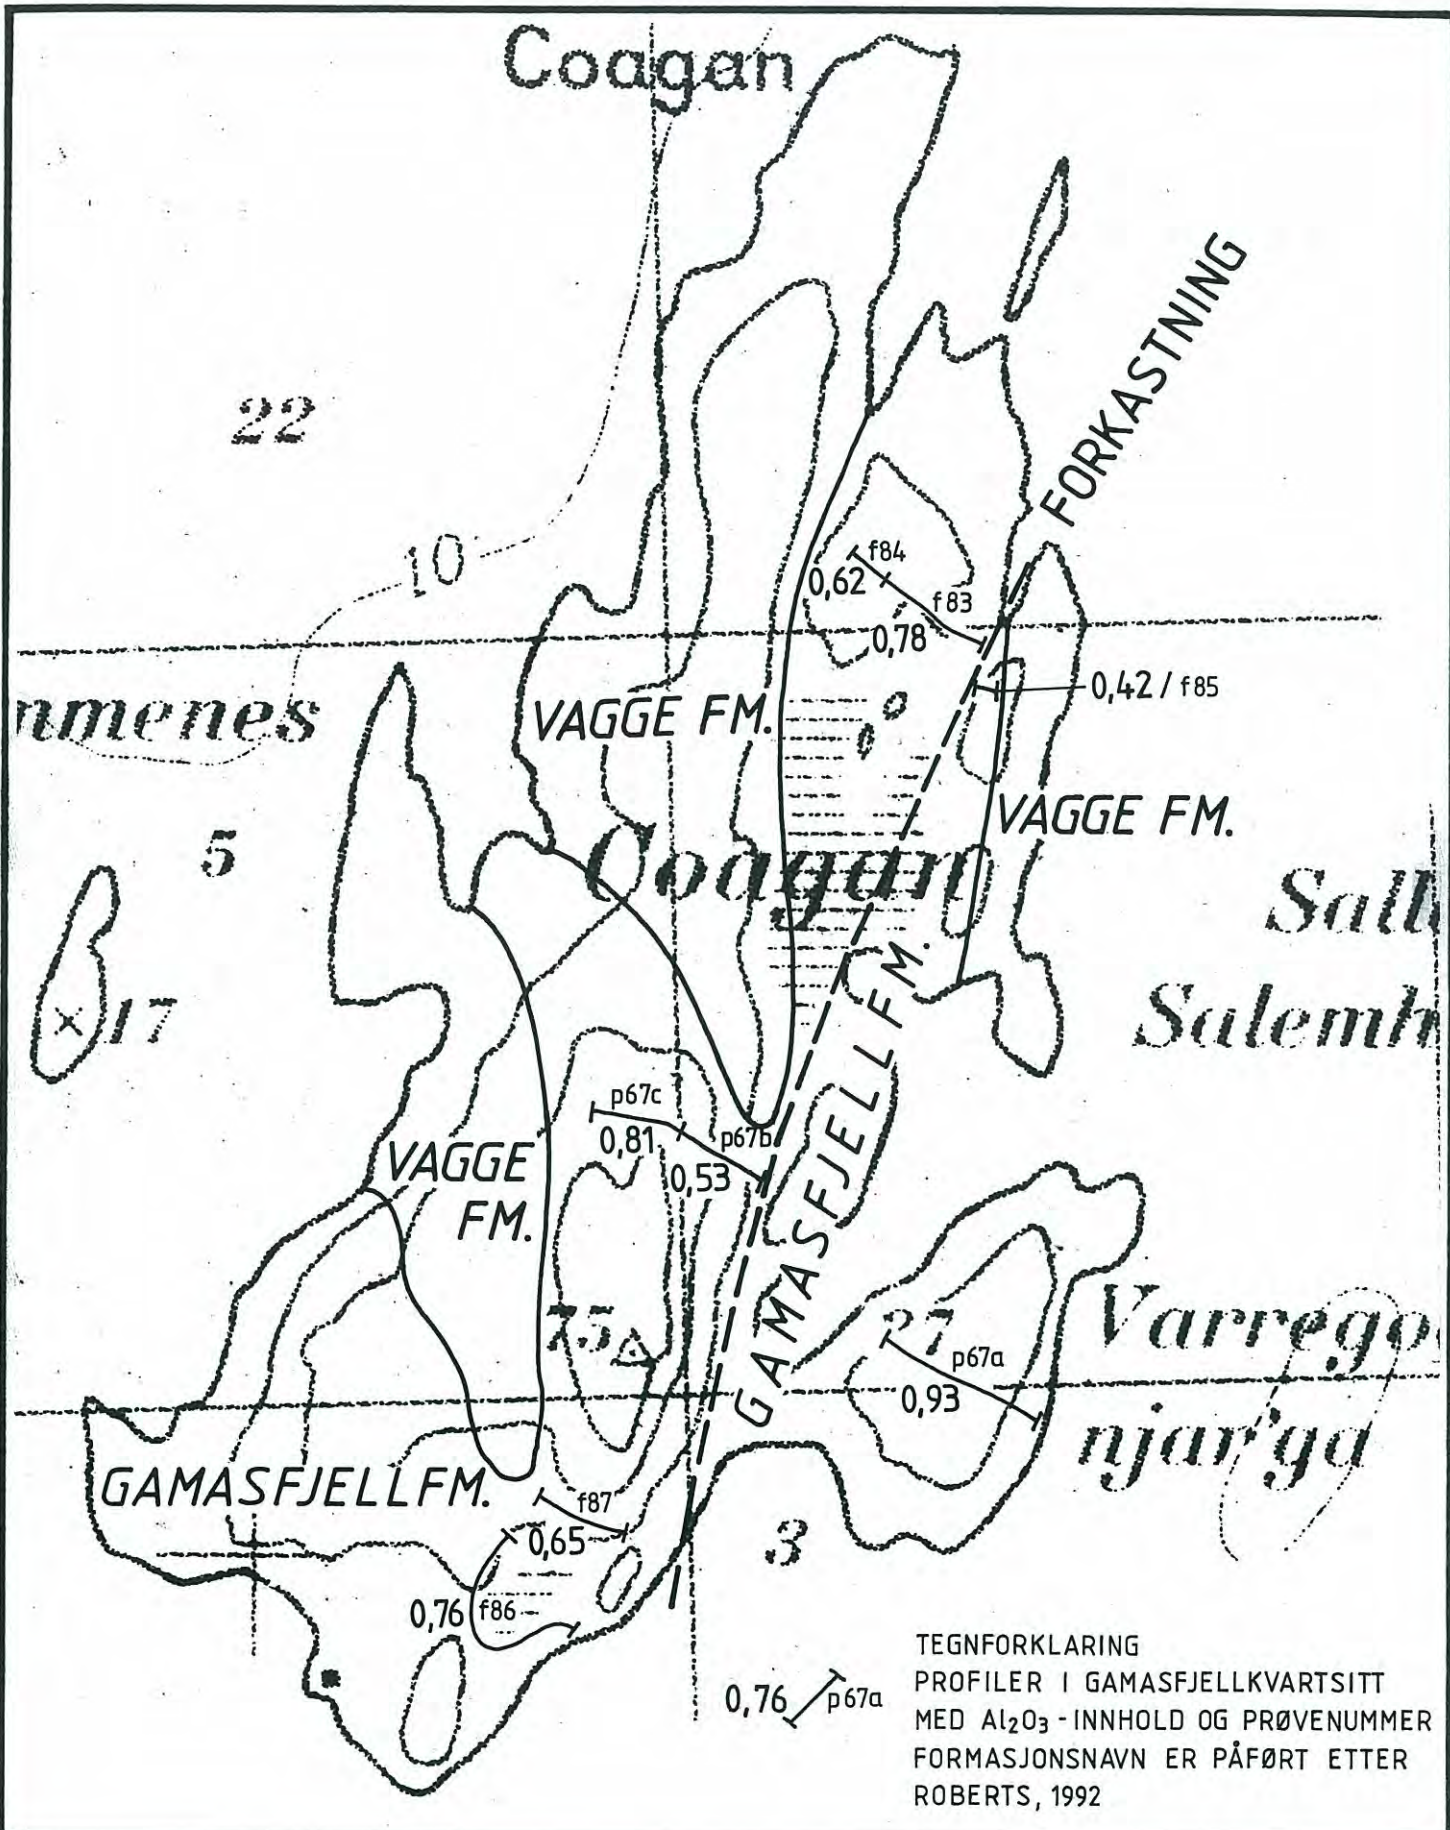 Coagan
22
FORKASTNING
10
f84
0,62
f83
0,78
0,42 / f85
nmenes
VAGGE FM.
VAGGE FM.
5
Coagan
17
p67c
0,81
p67b
0,53
VAGGE
FM.
GAMASFJELL FM.
75
27
p67a
0,93
Varrego
njar'ga
GAMASFJELL FM.
f87
0,65
3
0,76 f86
0,76 p67a
TEGNFORKLARING
PROFILER I GAMASFJELLKVARTSITT
MED Al₂O₃ - INNHOLD OG PRØVENUMMER
FORMASJONSNAVN ER PÅFØRT ETTER
ROBERTS, 1992